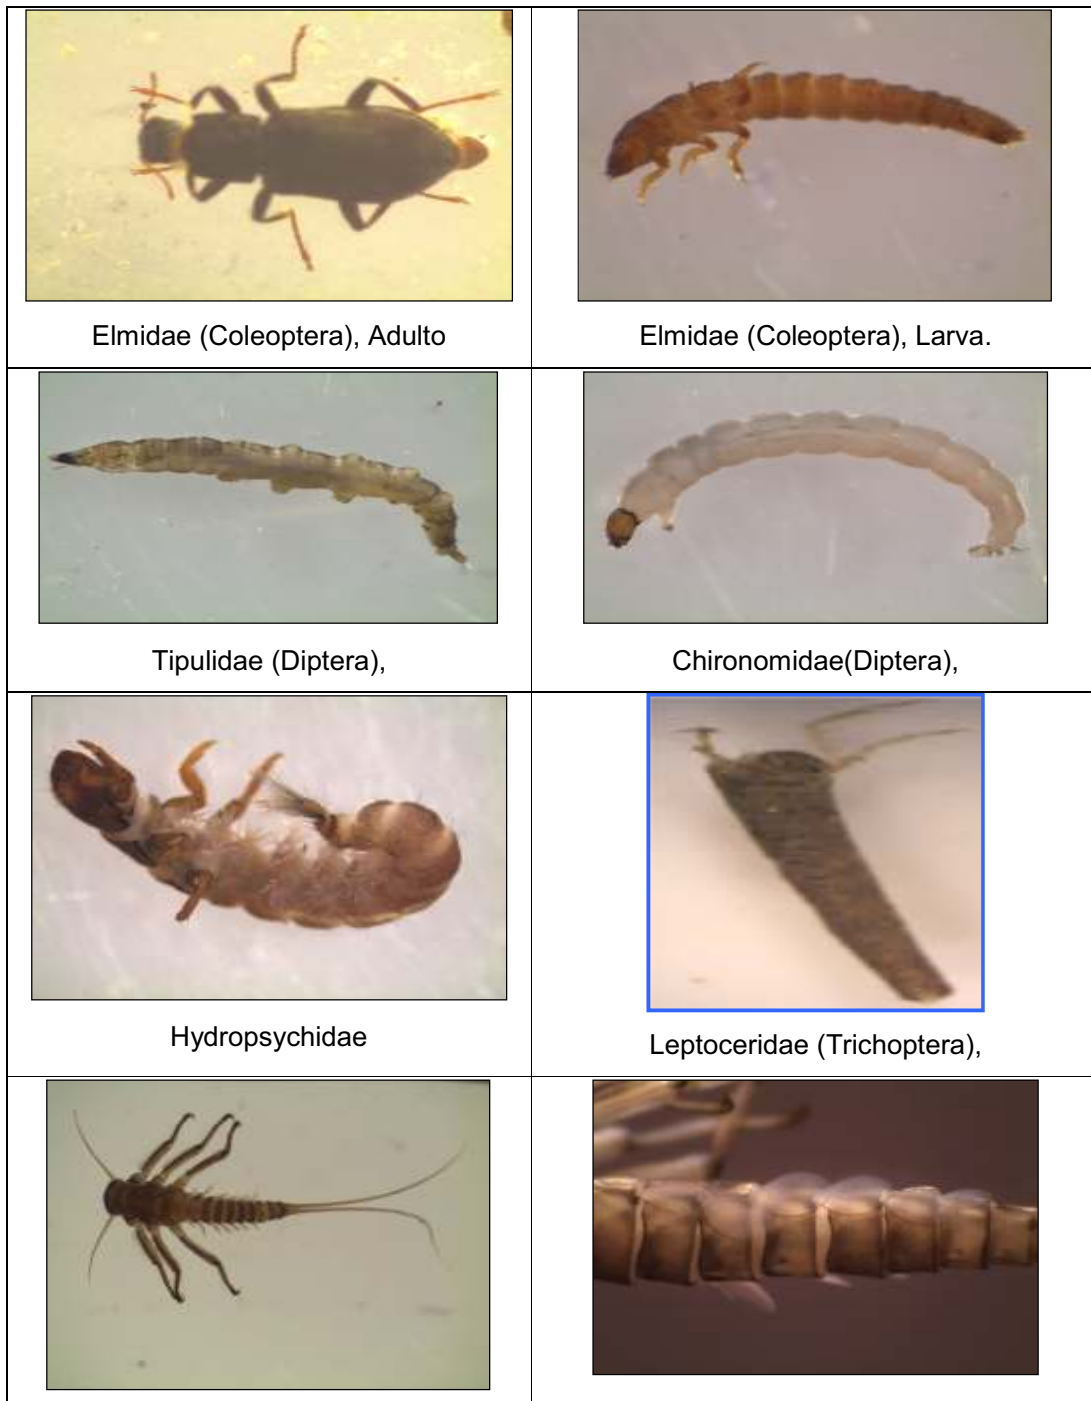 Elmidae (Coleoptera), Adulto
Elmidae (Coleoptera), Larva.
Tipulidae (Diptera),
Chironomidae(Diptera),
Hydropsychidae
Leptoceridae (Trichoptera),